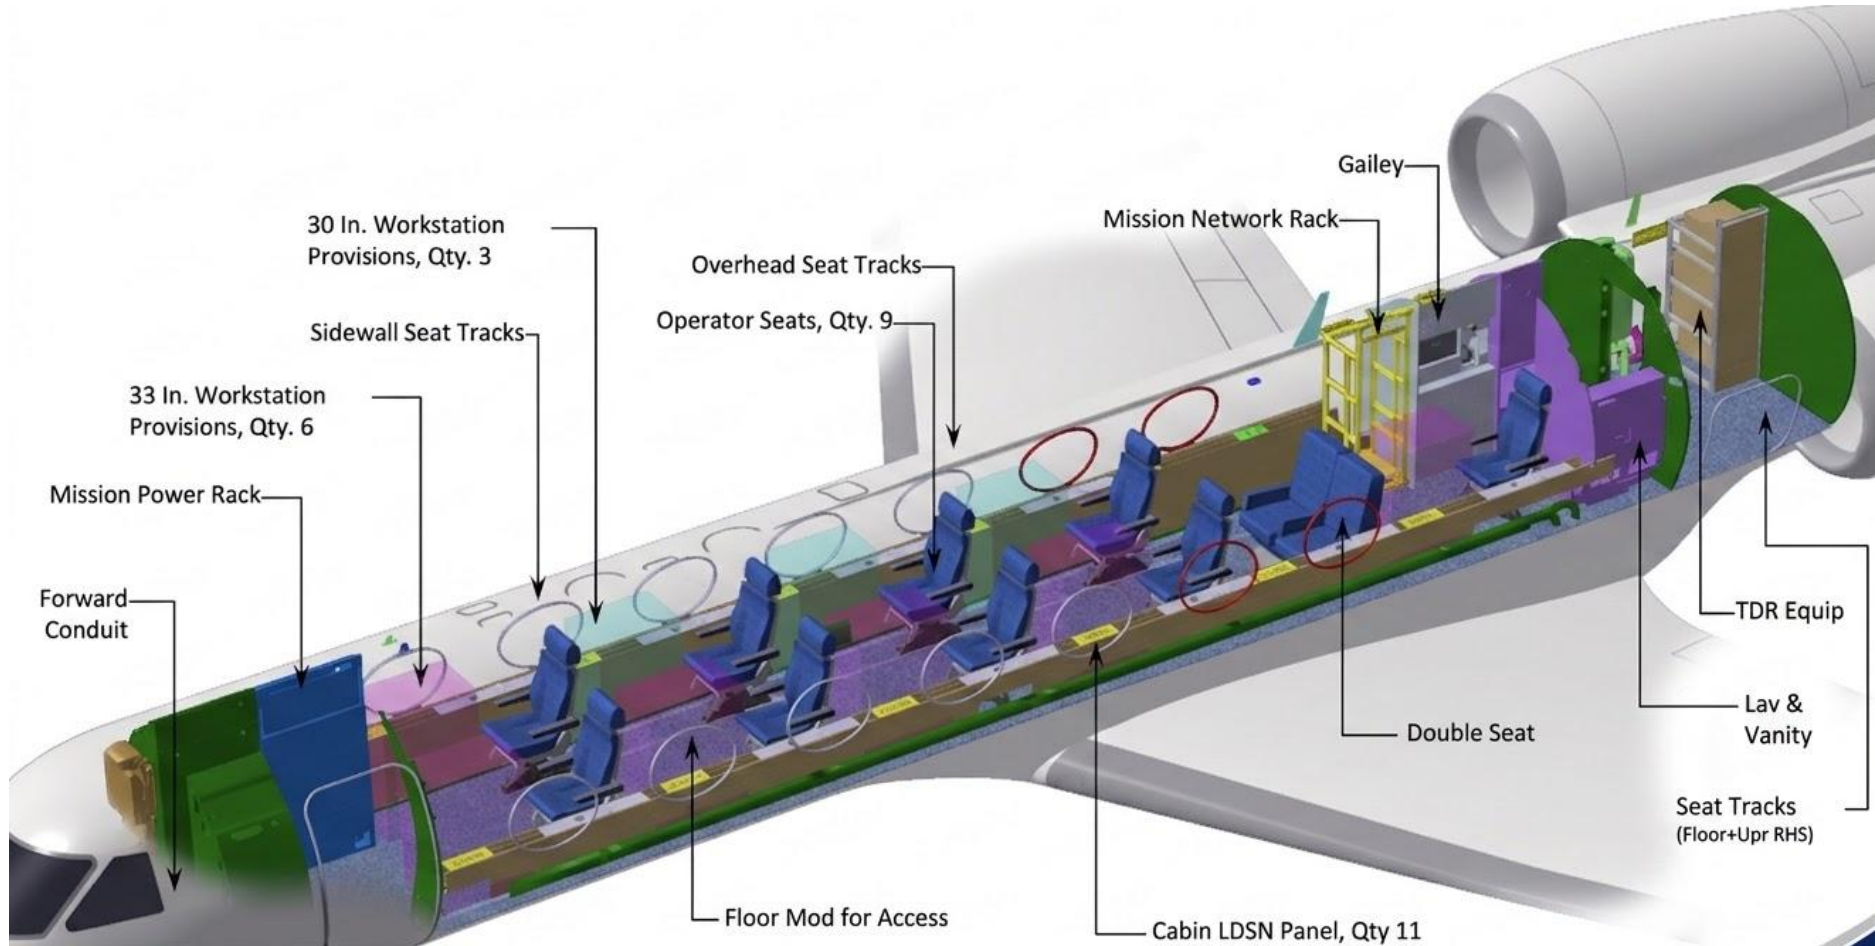 Gailey
Mission Network Rack
30 In. Workstation
Provisions, Qty. 3
Overhead Seat Tracks
Operator Seats, Qty. 9
Sidewall Seat Tracks
33 In. Workstation
Provisions, Qty. 6
Mission Power Rack
Forward
Conduit
TDR Equip
Lav &
Vanity
Double Seat
Seat Tracks
(Floor+Upr RHS)
Floor Mod for Access
Cabin LDSN Panel, Qty 11